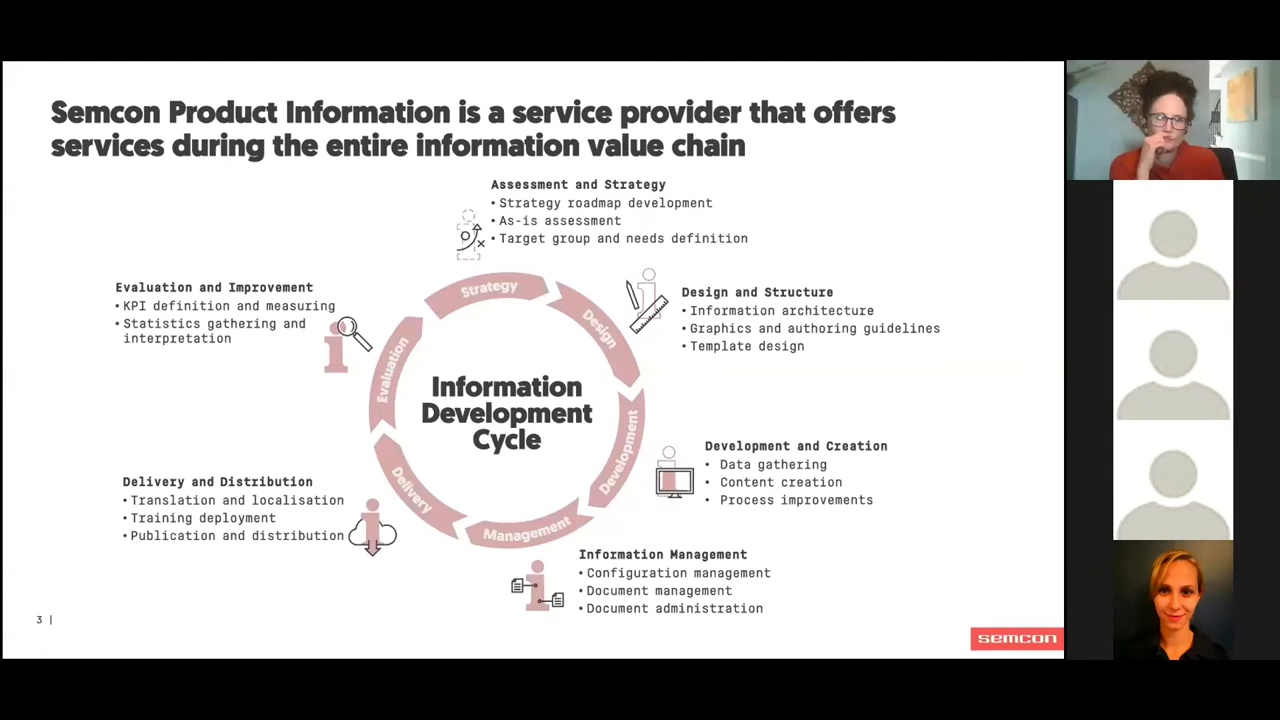 Semcon Product Information is a service provider that offers
services during the entire information value chain
Assessment and Strategy
• Strategy roadmap development
• As-is assessment
• Target group and needs definition
Evaluation and Improvement
• KPI definition and measuring
• Statistics gathering and
interpretation
Design and Structure
• Information architecture
• Graphics and authoring guidelines
• Template design
Strategy
Design
Development
Management
Delivery
Evaluation
Information
Development
Cycle
Development and Creation
• Data gathering
• Content creation
• Process improvements
Delivery and Distribution
• Translation and localisation
• Training deployment
• Publication and distribution
Information Management
• Configuration management
• Document management
• Document administration
3 |
semcon